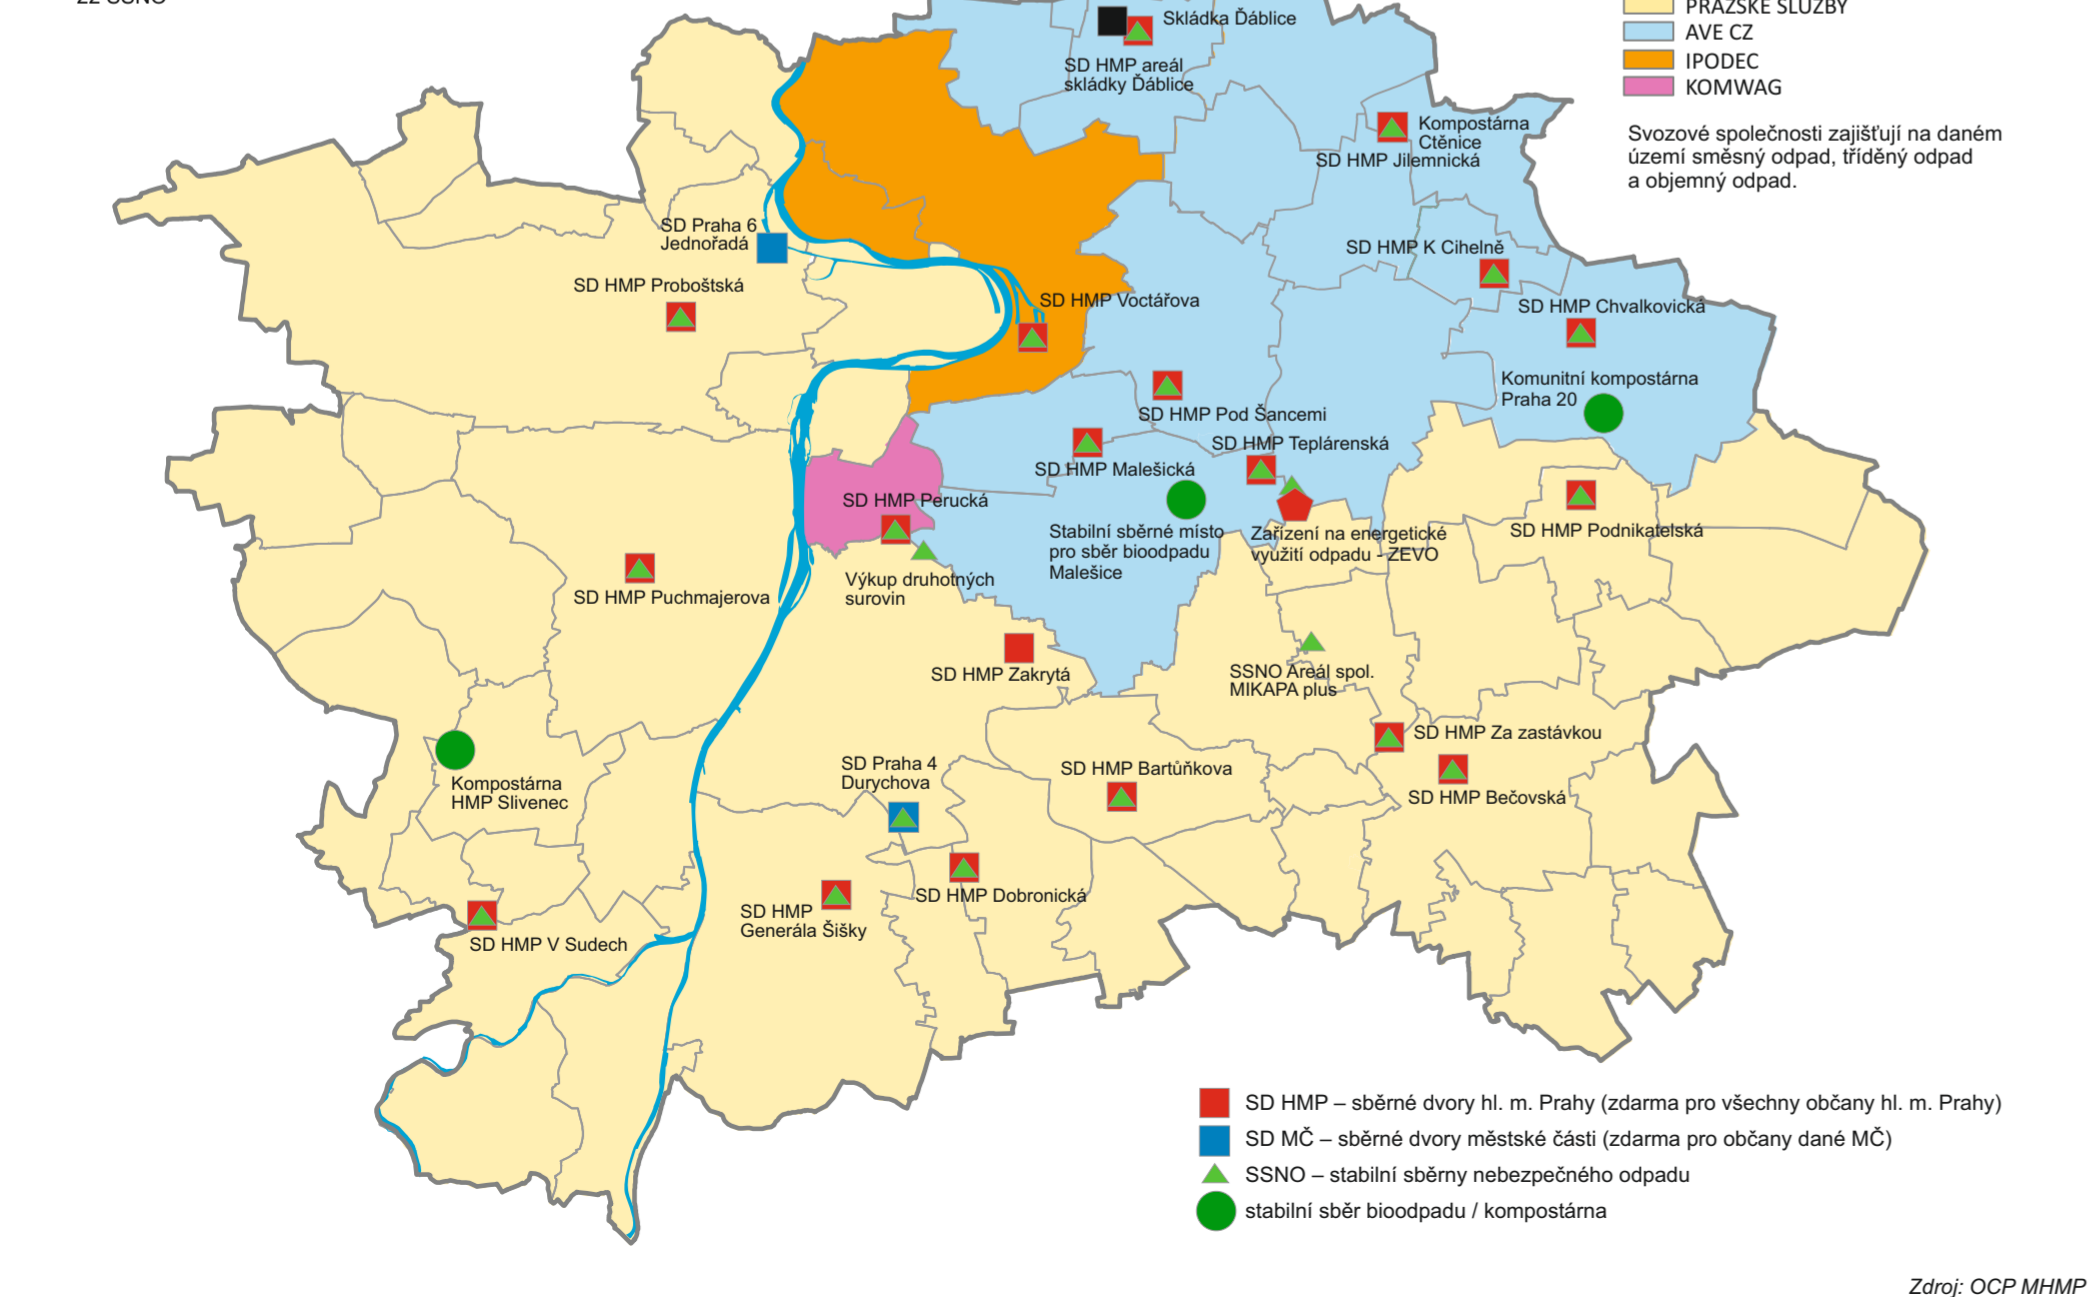 22 SSNO
PRAŽSKÉ SLUŽBY
AVE CZ
IPODEC
KOMWAG
Svozové společnosti zajišťují na daném
území směsný odpad, tříděný odpad
a objemný odpad.
Skládka Ďáblice
SD HMP areál
skládky Ďáblice
Kompostárna
Ctěnice
SD HMP Jilemnická
SD Praha 6
Jednořadá
SD HMP K Cihelně
SD HMP Proboštská
SD HMP Voctářova
SD HMP Chvalkovická
Komunitní kompostárna
Praha 20
SD HMP Pod Šancemi
SD HMP Teplárenská
SD HMP Malešická
SD HMP Perucká
Stabilní sběrné místo
pro sběr bioodpadu
Malešice
Zařízení na energetické
využití odpadu - ZEVO
SD HMP Podnikatelská
Výkup druhotných
surovin
SD HMP Puchmajerova
SD HMP Zakrytá
SSNO Areál spol.
MIKAPA plus
SD HMP Za zastávkou
SD Praha 4
Durychova
SD HMP Bartůňkova
SD HMP Bečovská
Kompostárna
HMP Slivenec
SD HMP Dobronická
SD HMP
Generála Šišky
SD HMP V Sudech
SD HMP – sběrné dvory hl. m. Prahy (zdarma pro všechny občany hl. m. Prahy)
SD MČ – sběrné dvory městské části (zdarma pro občany dané MČ)
SSNO – stabilní sběrny nebezpečného odpadu
stabilní sběr bioodpadu / kompostárna
Zdroj: OCP MHMP